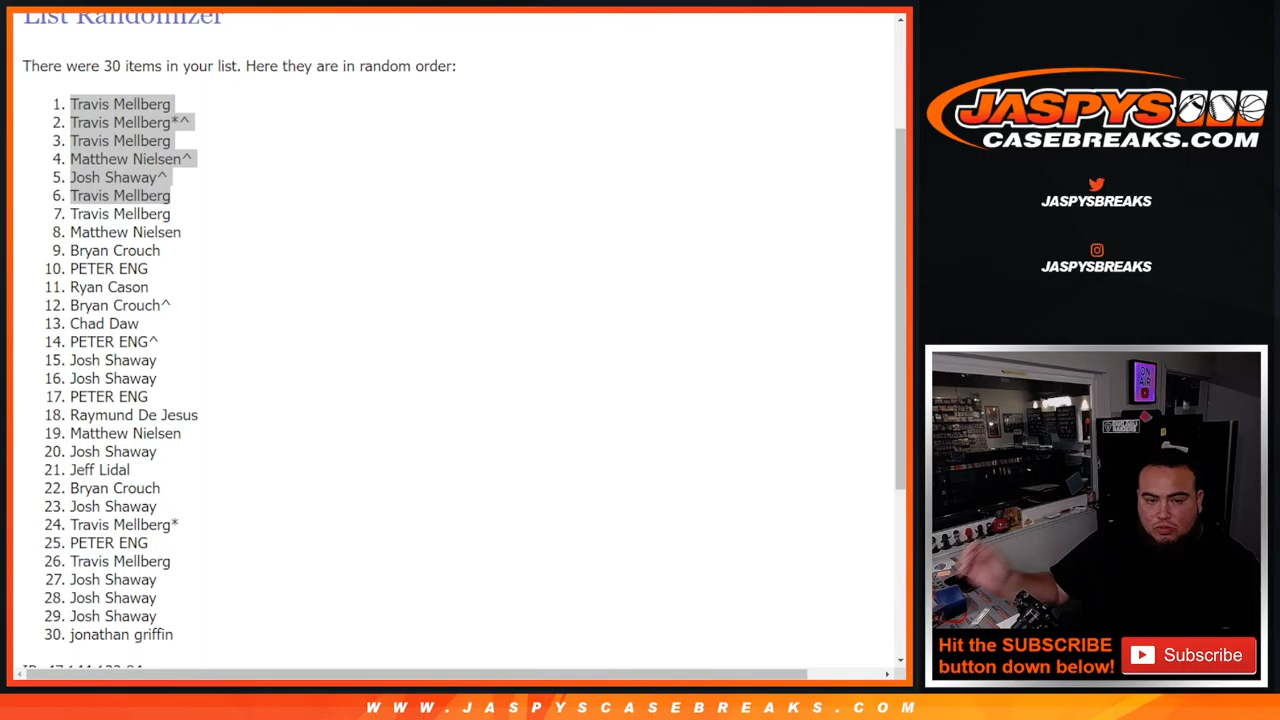 List Randomizer
There were 30 items in your list. Here they are in random order:
1. Travis Mellberg
2. Travis Mellberg*^
3. Travis Mellberg
4. Matthew Nielsen^
5. Josh Shaway^
6. Travis Mellberg
7. Travis Mellberg
8. Matthew Nielsen
9. Bryan Crouch
10. PETER ENG
11. Ryan Cason
12. Bryan Crouch^
13. Chad Daw
14. PETER ENG^
15. Josh Shaway
16. Josh Shaway
17. PETER ENG
18. Raymund De Jesus
19. Matthew Nielsen
20. Josh Shaway
21. Jeff Lidal
22. Bryan Crouch
23. Josh Shaway
24. Travis Mellberg*
25. PETER ENG
26. Travis Mellberg
27. Josh Shaway
28. Josh Shaway
29. Josh Shaway
30. jonathan griffin
JASPYS
CASEBREAKS.COM
JASPYSBREAKS
JASPYSBREAKS
ON
AIR
Hit the SUBSCRIBE
button down below!
Subscribe
WWW.JASPYSCASEBREAKS.COM